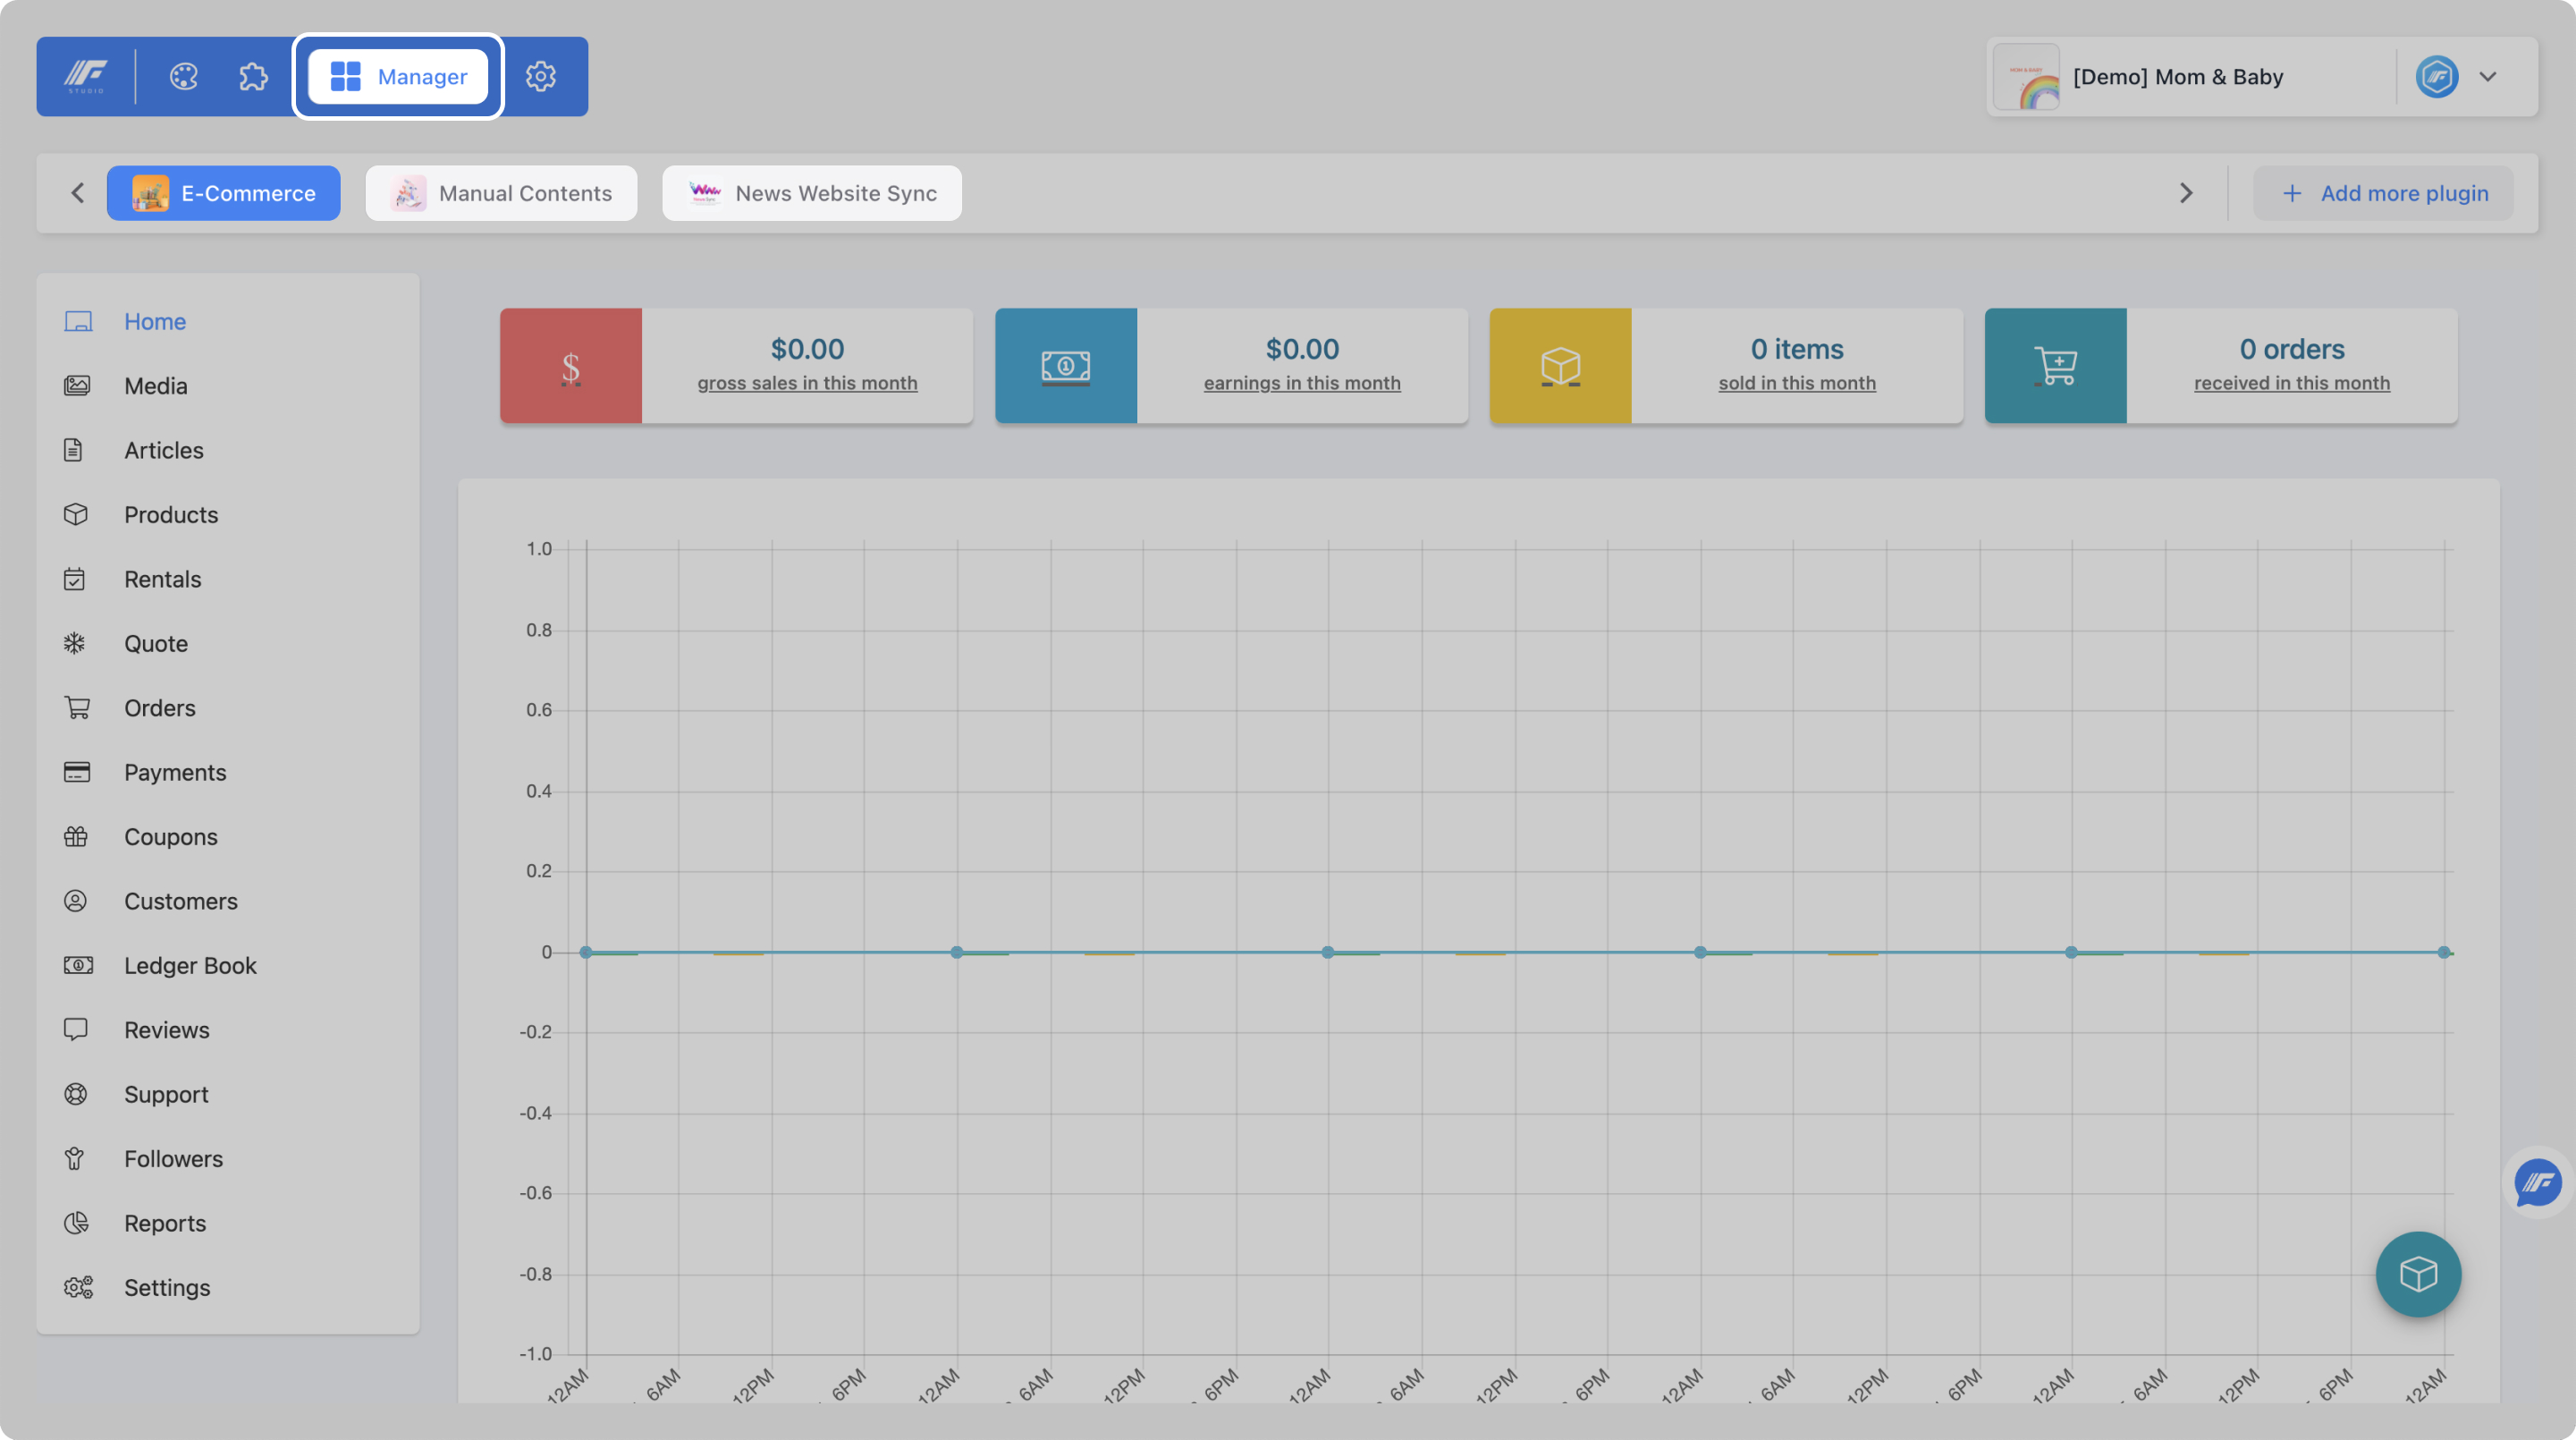 STUDIO
Manager
[Demo] Mom & Baby
MOM & BABY
E-Commerce
Manual Contents
News Website Sync
Add more plugin
Home
Media
Articles
Products
Rentals
Quote
Orders
Payments
Coupons
Customers
Ledger Book
Reviews
Support
Followers
Reports
Settings
$0.00
gross sales in this month
$0.00
earnings in this month
0 items
sold in this month
0 orders
received in this month
1.0
0.8
0.6
0.4
0.2
0
-0.2
-0.4
-0.6
-0.8
-1.0
12AM 6AM 12PM 6PM 12AM 6AM 12PM 6PM 12AM 6AM 12PM 6PM 12AM 6AM 12PM 6PM 12AM 6AM 12PM 6PM 12AM